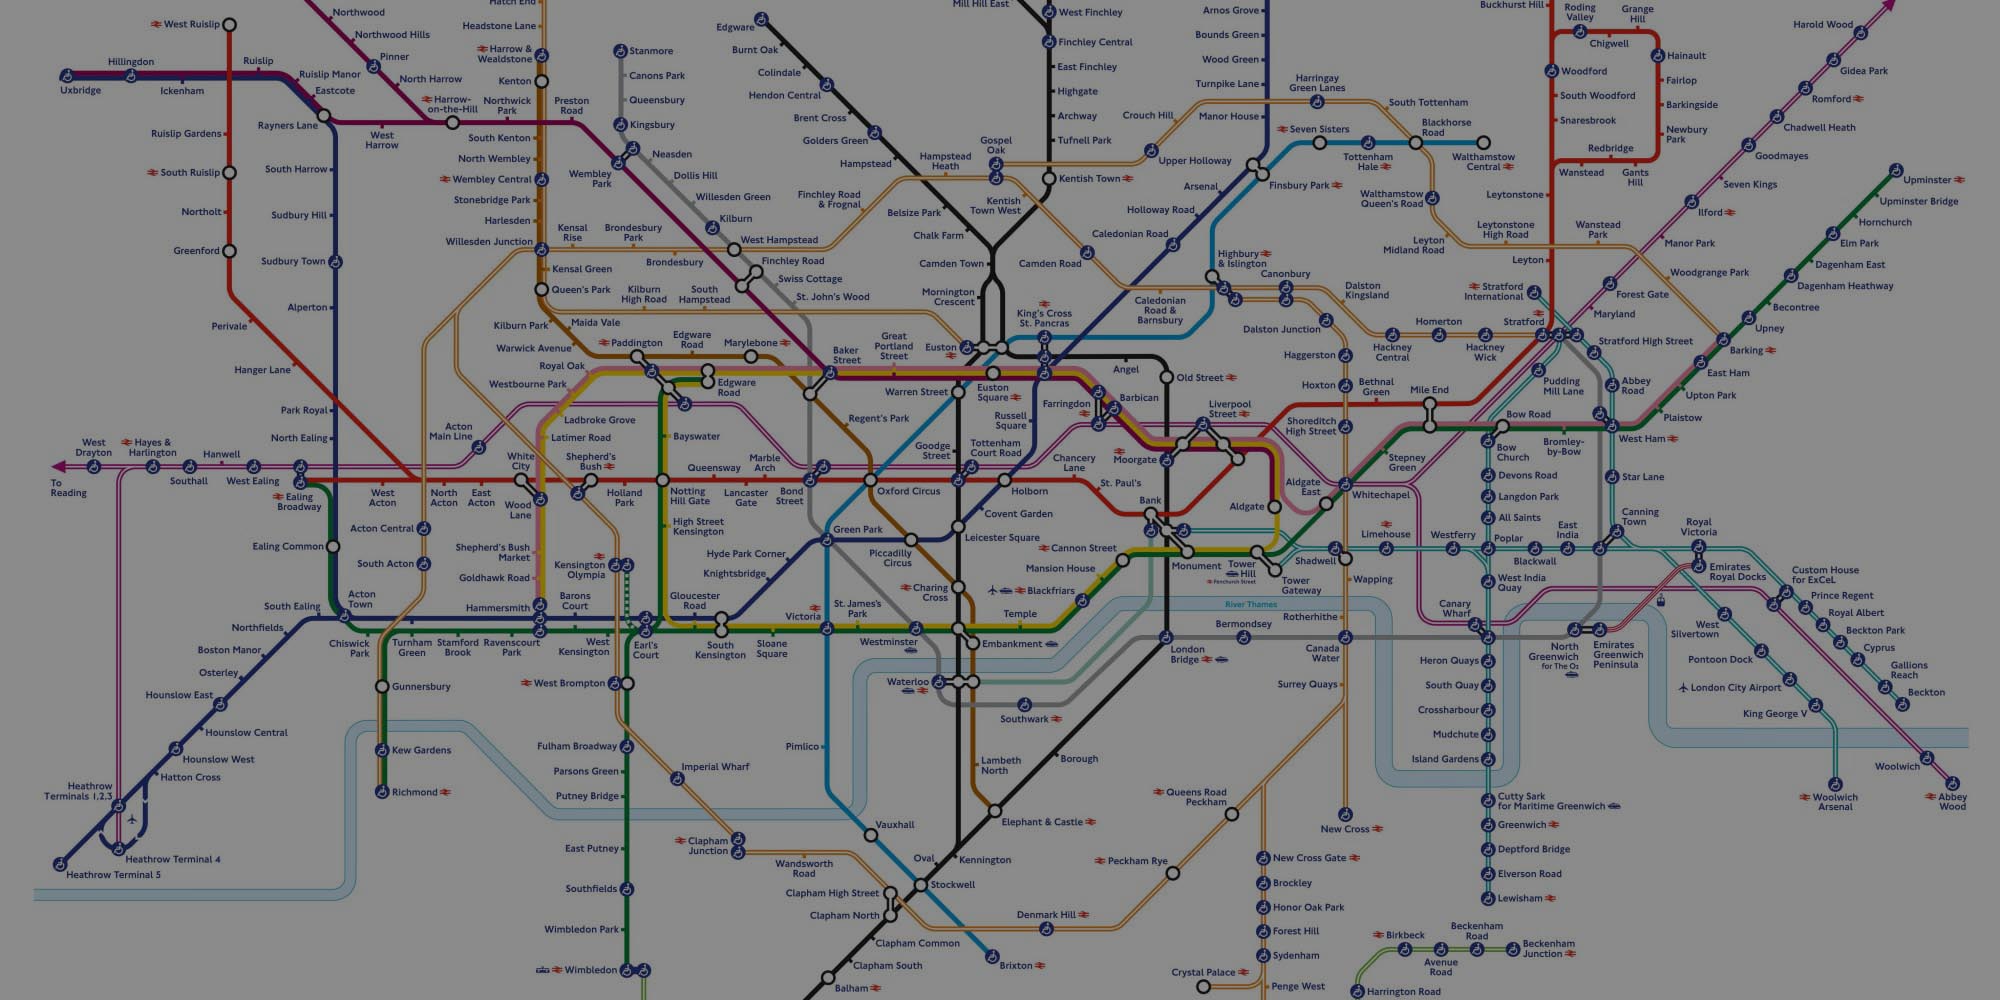 Northwood
Northwood Hills
Pinner
North Harrow
Harrow-
on-the-Hill
Hatch End
Headstone Lane
Harrow &
Wealdstone
Kenton
Northwick
Park
Preston
Road
South Kenton
North Wembley
Wembley Central
Stonebridge Park
Harlesden
Willesden Junction
Kensal Green
Queen's Park
Kilburn Park
Maida Vale
Warwick Avenue
Paddington
Royal Oak
Westbourne Park
Ladbroke Grove
Latimer Road
West Ruislip
Hillingdon
Uxbridge
Ickenham
Ruislip
Ruislip Manor
Eastcote
Rayners Lane
West
Harrow
Ruislip Gardens
South Ruislip
Northolt
Greenford
Perivale
Hanger Lane
South Harrow
Sudbury Hill
Sudbury Town
Alperton
Park Royal
North Ealing
Stanmore
Canons Park
Queensbury
Kingsbury
Wembley
Park
Neasden
Dollis Hill
Willesden Green
Kilburn
West Hampstead
Finchley Road
Swiss Cottage
St. John's Wood
Kensal
Rise
Brondesbury
Park
Brondesbury
Kilburn
High Road
South
Hampstead
Finchley Road
& Frognal
Hampstead
Heath
Edgware
Burnt Oak
Colindale
Hendon Central
Brent Cross
Golders Green
Hampstead
Belsize Park
Chalk Farm
Camden Town
Mornington
Crescent
Mill Hill East
West Finchley
Finchley Central
East Finchley
Highgate
Archway
Tufnell Park
Kentish Town
Gospel
Oak
Kentish
Town West
Camden Road
Caledonian
Road &
Barnsbury
Arnos Grove
Bounds Green
Wood Green
Turnpike Lane
Manor House
Harringay
Green Lanes
Crouch Hill
Upper Holloway
Arsenal
Holloway Road
Caledonian Road
Finsbury Park
Seven Sisters
South Tottenham
Blackhorse
Road
Tottenham
Hale
Walthamstow
Central
Walthamstow
Queen's Road
Leyton
Midland Road
Leytonstone
High Road
Wanstead
Park
Woodgrange Park
Highbury
& Islington
Canonbury
Dalston
Kingsland
Dalston Junction
Haggerston
Hoxton
Shoreditch
High Street
Hackney
Central
Homerton
Hackney
Wick
Stratford
Stratford
International
Buckhurst Hill
Roding
Valley
Chigwell
Grange
Hill
Hainault
Fairlop
Barkingside
Newbury
Park
Redbridge
Gants
Hill
Wanstead
Woodford
South Woodford
Snaresbrook
Leytonstone
Leyton
Harold Wood
Gidea Park
Romford
Chadwell Heath
Goodmayes
Seven Kings
Ilford
Manor Park
Forest Gate
Maryland
Upminster
Upminster Bridge
Hornchurch
Elm Park
Dagenham East
Dagenham Heathway
Becontree
Upney
Barking
East Ham
Upton Park
Plaistow
West Ham
Stratford High Street
Abbey
Road
Pudding
Mill Lane
Bow Road
Bow
Church
Bromley-
by-Bow
Star Lane
Canning
Town
Mile End
Bethnal
Green
Stepney
Green
Whitechapel
Edgware
Road
Marylebone
Edgware
Road
Baker
Street
Great
Portland
Street
Euston
King's Cross
St. Pancras
Angel
Old Street
Warren Street
Euston
Square
Farringdon
Barbican
Liverpool
Street
Moorgate
Russell
Square
Regent's Park
Goodge
Street
Tottenham
Court Road
Chancery
Lane
St. Paul's
Bank
Aldgate
Aldgate
East
Bayswater
Queensway
Marble
Arch
Lancaster
Gate
Bond
Street
Oxford Circus
Holborn
Notting
Hill Gate
High Street
Kensington
Holland
Park
Shepherd's
Bush
White
City
Wood
Lane
Shepherd's Bush
Market
Goldhawk Road
Hammersmith
To
Reading
West
Drayton
Hayes &
Harlington
Southall
Hanwell
West Ealing
Ealing
Broadway
Acton
Main Line
West
Acton
North
Acton
East
Acton
Acton Central
South Acton
Ealing Common
Acton
Town
South Ealing
Northfields
Boston Manor
Osterley
Hounslow East
Hounslow Central
Hounslow West
Hatton Cross
Heathrow
Terminals 1,2,3
Heathrow Terminal 4
Heathrow Terminal 5
Chiswick
Park
Turnham
Green
Stamford
Brook
Ravenscourt
Park
Barons
Court
West
Kensington
Kensington
Olympia
Earl's
Court
Gloucester
Road
South
Kensington
Sloane
Square
Victoria
St. James's
Park
Westminster
Embankment
Temple
Blackfriars
Mansion House
Cannon Street
Monument
Tower
Hill
Fenchurch Street
Tower
Gateway
Knightsbridge
Hyde Park Corner
Green Park
Piccadilly
Circus
Leicester Square
Covent Garden
Charing
Cross
Waterloo
Southwark
London
Bridge
Bermondsey
Canada
Water
River Thames
Shadwell
Wapping
Rotherhithe
Surrey Quays
Limehouse
Westferry
Poplar
Blackwall
East
India
Devons Road
Langdon Park
All Saints
West India
Quay
Canary
Wharf
Heron Quays
South Quay
Crossharbour
Mudchute
Island Gardens
Cutty Sark
for Maritime Greenwich
Greenwich
Deptford Bridge
Elverson Road
Lewisham
North
Greenwich
for The O2
Emirates
Greenwich
Peninsula
Emirates
Royal Docks
Royal
Victoria
Custom House
for ExCeL
Prince Regent
Royal Albert
Beckton Park
Cyprus
Gallions
Reach
Beckton
West
Silvertown
Pontoon Dock
London City Airport
King George V
Woolwich
Arsenal
Woolwich
Abbey
Wood
Gunnersbury
Kew Gardens
Richmond
West Brompton
Fulham Broadway
Parsons Green
Putney Bridge
East Putney
Southfields
Wimbledon Park
Wimbledon
Imperial Wharf
Clapham
Junction
Wandsworth
Road
Clapham High Street
Clapham North
Clapham Common
Clapham South
Balham
Pimlico
Vauxhall
Stockwell
Brixton
Oval
Kennington
Lambeth
North
Elephant & Castle
Borough
Denmark Hill
Peckham Rye
Queens Road
Peckham
New Cross
New Cross Gate
Brockley
Honor Oak Park
Forest Hill
Sydenham
Crystal Palace
Penge West
Birkbeck
Avenue
Road
Beckenham
Road
Beckenham
Junction
Harrington Road